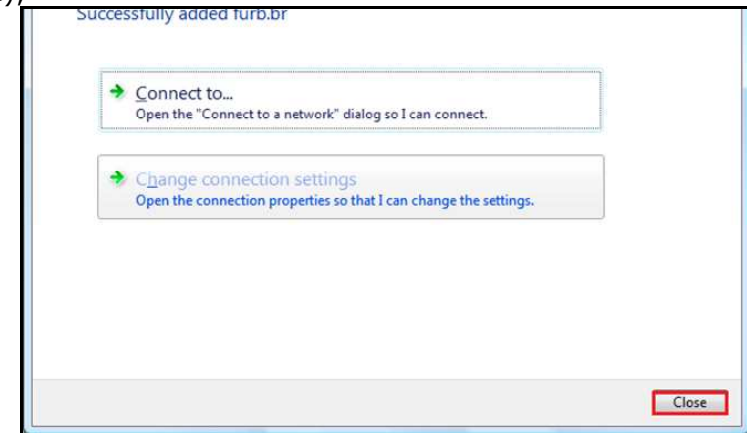 Successfully added furb.br
Connect to...
Open the "Connect to a network" dialog so I can connect.
Change connection settings
Open the connection properties so that I can change the settings.
Close